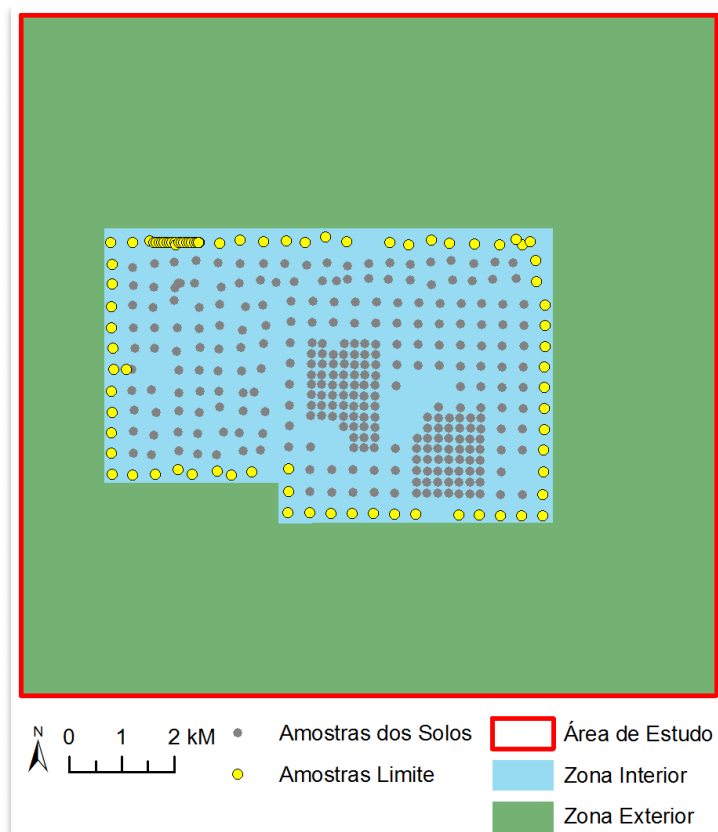 N
0 1 2 kM
Amostras dos Solos
Amostras Limite
Área de Estudo
Zona Interior
Zona Exterior